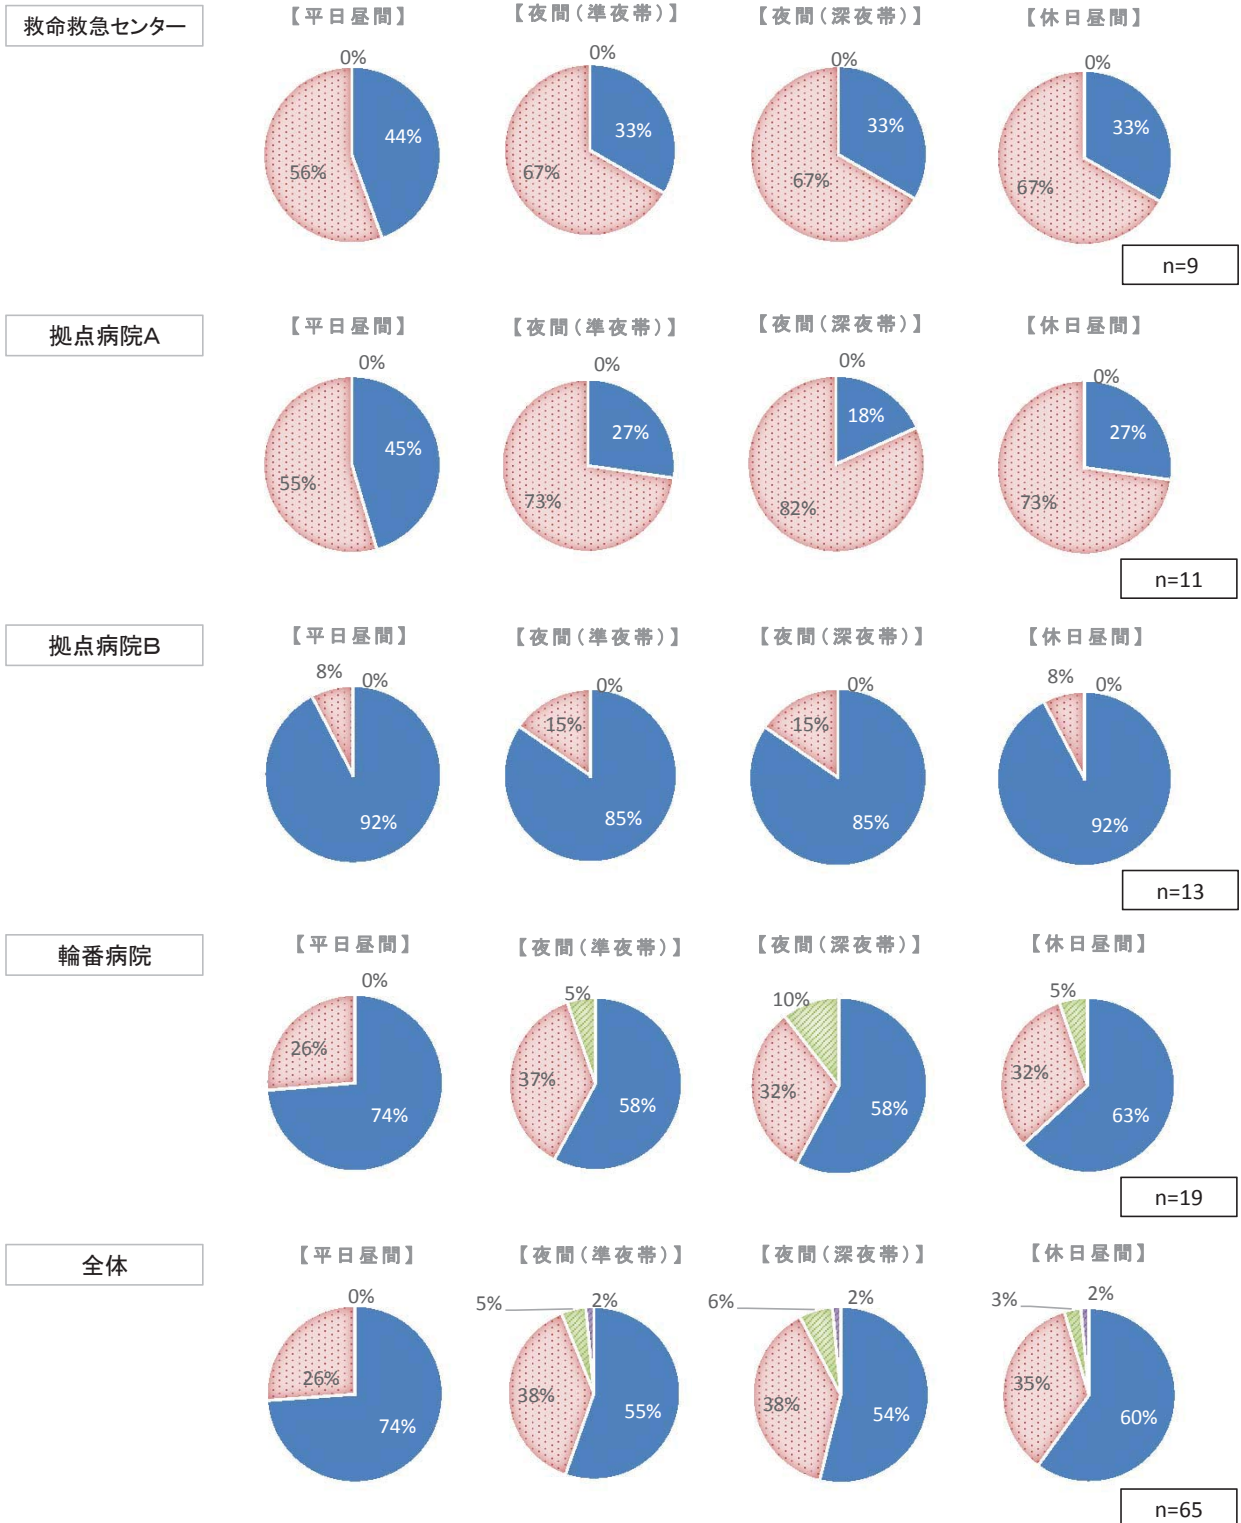 救命救急センター
【平日昼間】
【夜間(準夜帯)】
【夜間(深夜帯)】
【休日昼間】
0%
0%
0%
0%
44%
33%
33%
33%
56%
67%
67%
67%
n=9
拠点病院A
【平日昼間】
【夜間(準夜帯)】
【夜間(深夜帯)】
【休日昼間】
0%
0%
0%
0%
45%
27%
18%
27%
55%
73%
82%
73%
n=11
拠点病院B
【平日昼間】
【夜間(準夜帯)】
【夜間(深夜帯)】
【休日昼間】
8%
0%
0%
0%
8%
0%
15%
15%
92%
85%
85%
92%
n=13
輪番病院
【平日昼間】
【夜間(準夜帯)】
【夜間(深夜帯)】
【休日昼間】
0%
5%
10%
5%
26%
37%
32%
32%
74%
58%
58%
63%
n=19
全体
【平日昼間】
【夜間(準夜帯)】
【夜間(深夜帯)】
【休日昼間】
0%
5%
2%
6%
2%
3%
2%
26%
38%
38%
35%
74%
55%
54%
60%
n=65